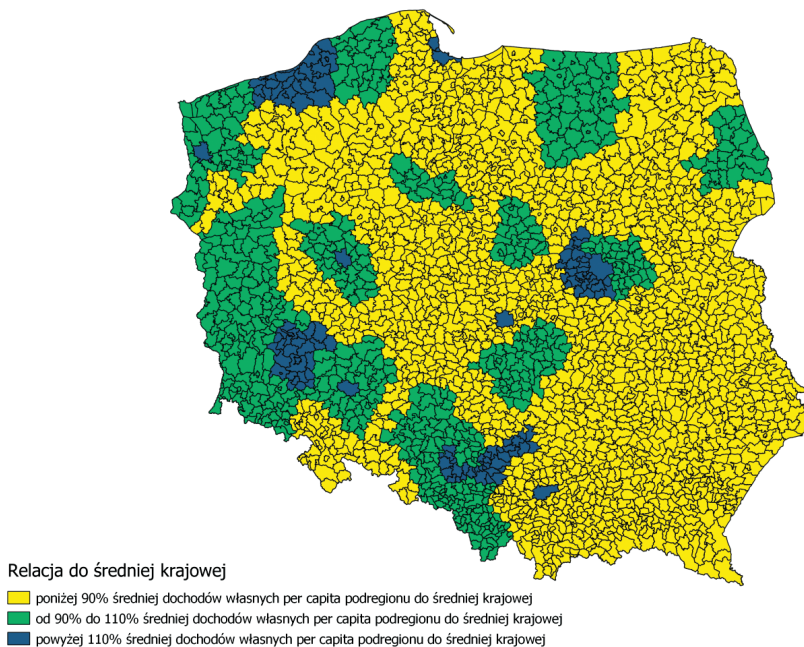 Relacja do średniej krajowej
poniżej 90% średniej dochodów własnych per capita podregionu do średniej krajowej
od 90% do 110% średniej dochodów własnych per capita podregionu do średniej krajowej
powyżej 110% średniej dochodów własnych per capita podregionu do średniej krajowej